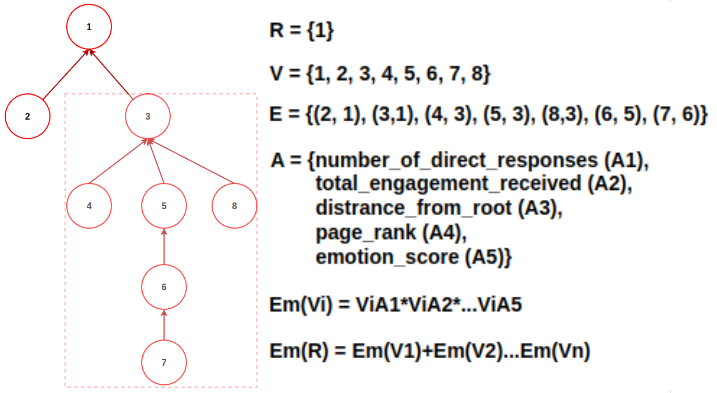 1
R = {1}
V = {1, 2, 3, 4, 5, 6, 7, 8}
2
3
E = {(2, 1), (3,1), (4, 3), (5, 3), (8,3), (6, 5), (7, 6)}
A = {number_of_direct_responses (A1),
total_engagement_received (A2),
distrance_from_root (A3),
page_rank (A4),
emotion_score (A5)}
4
5
8
6
Em(Vi) = ViA1*ViA2*...ViA5
Em(R) = Em(V1)+Em(V2)...Em(Vn)
7